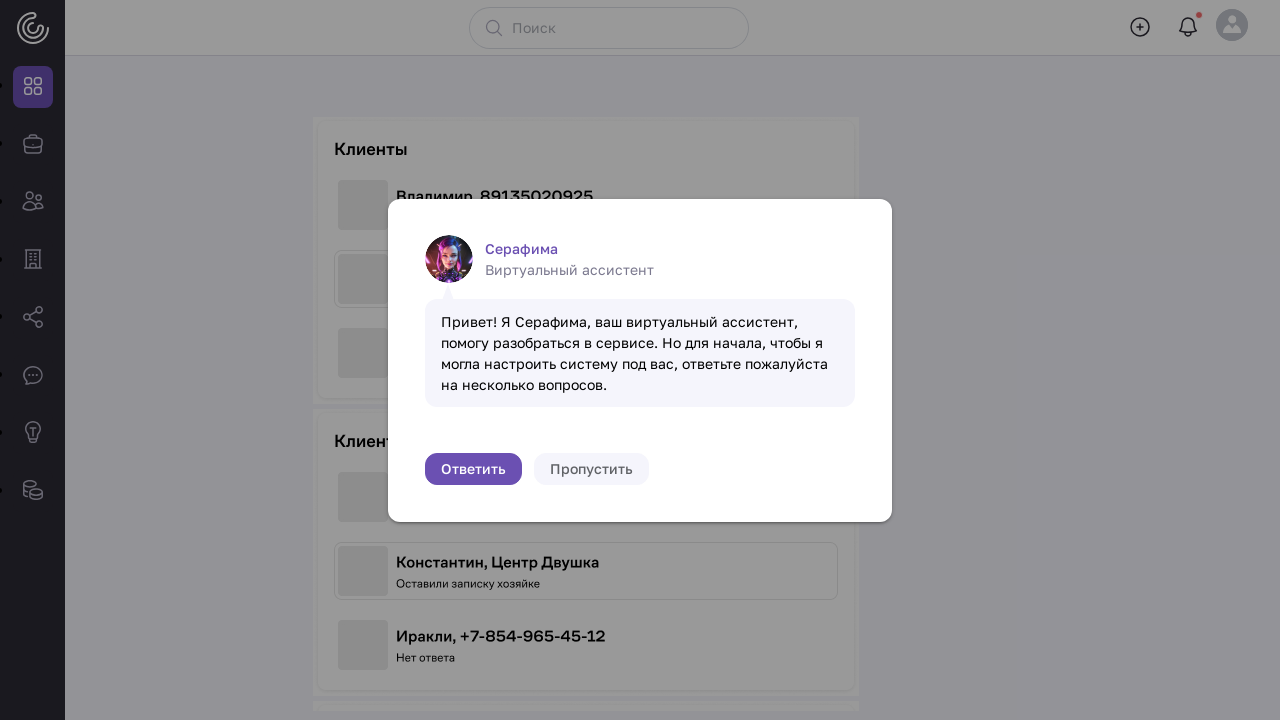 Поиск
Клиенты
Владимир, 89135020925
Серафима
Виртуальный ассистент
Привет! Я Серафима, ваш виртуальный ассистент,
помогу разобраться в сервисе. Но для начала, чтобы я
могла настроить систему под вас, ответьте пожалуйста
на несколько вопросов.
Ответить
Пропустить
Константин, Центр Двушка
Оставили записку хозяйке
Иракли, +7-854-965-45-12
Нет ответа